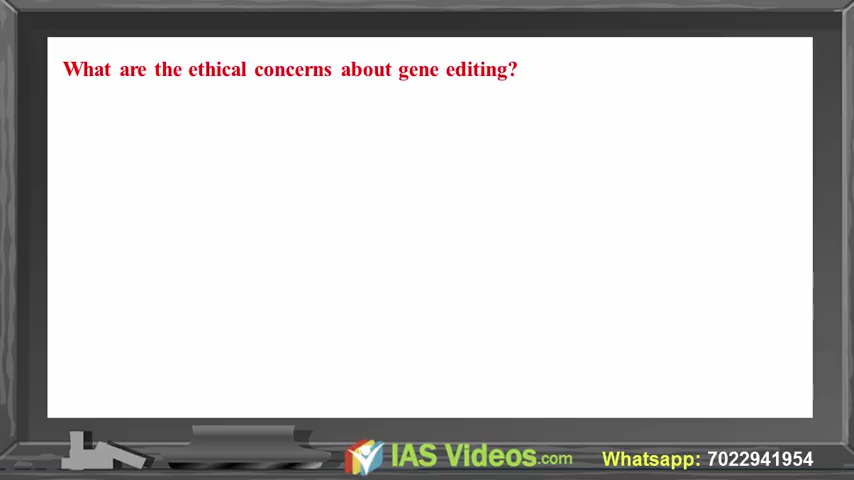 What are the ethical concerns about gene editing?
IAS Videos.com
Whatsapp: 7022941954